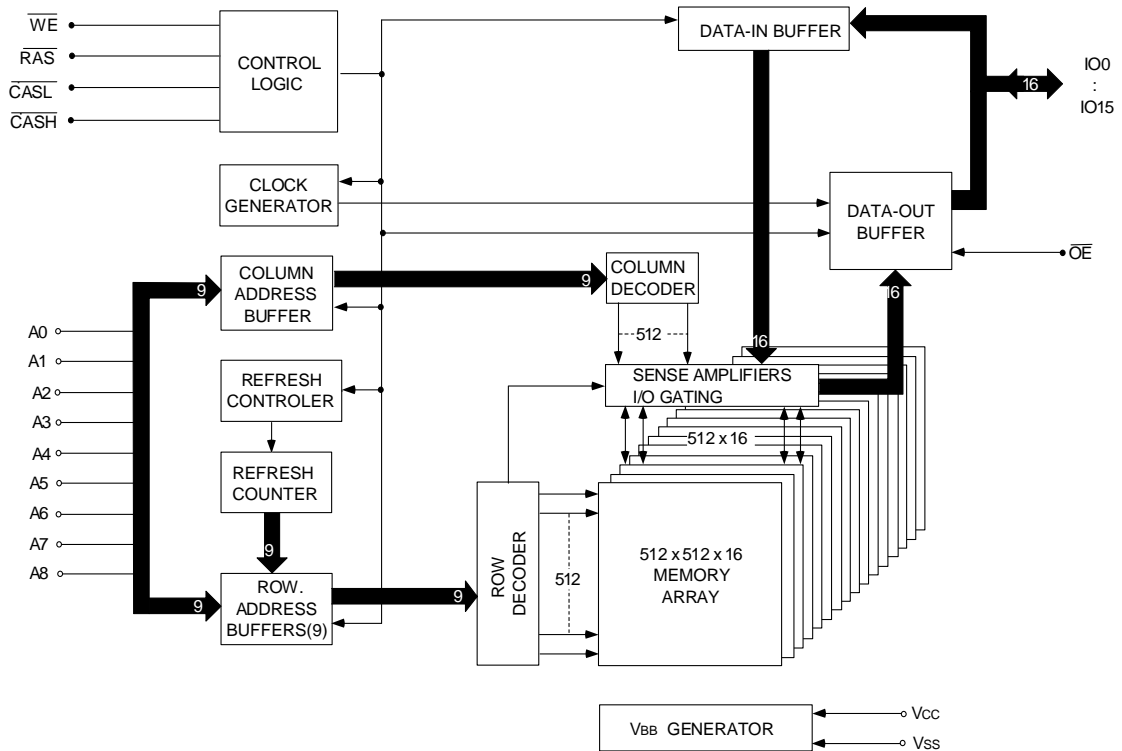 WE
RAS
CASL
CASH
CONTROL
LOGIC
DATA-IN BUFFER
16
IO0
:
IO15
CLOCK
GENERATOR
DATA-OUT
BUFFER
OE
9
COLUMN
ADDRESS
BUFFER
9
COLUMN
DECODER
16
512
16
A0
A1
A2
A3
A4
A5
A6
A7
A8
SENSE AMPLIFIERS
I/O GATING
REFRESH
CONTROLER
512 x 16
REFRESH
COUNTER
9
9
ROW.
ADDRESS
BUFFERS(9)
9
ROW
DECODER
512
512 x 512 x 16
MEMORY
ARRAY
VBB GENERATOR
VCC
VSS